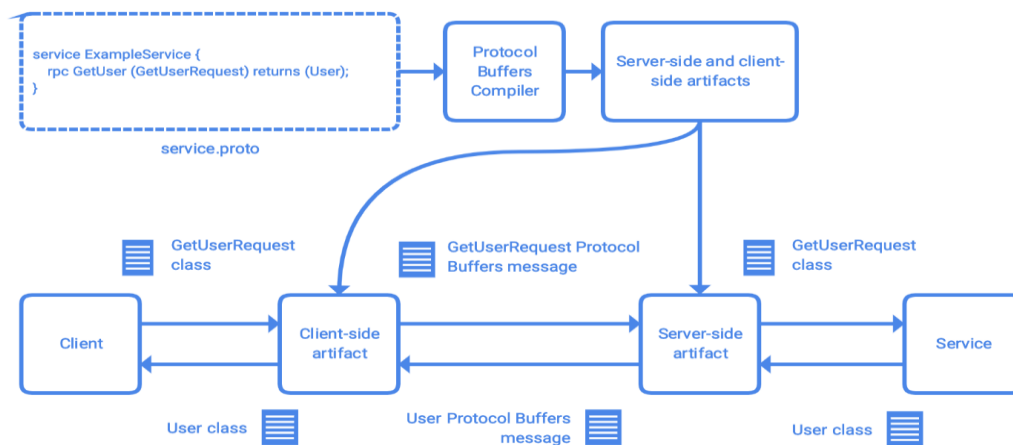 service ExampleService {
rpc GetUser (GetUserRequest) returns (User);
}
service.proto
Protocol
Buffers
Compiler
Server-side and client-
side artifacts
GetUserRequest
class
GetUserRequest Protocol
Buffers message
GetUserRequest
class
Client
Client-side
artifact
Server-side
artifact
Service
User class
User Protocol Buffers
message
User class